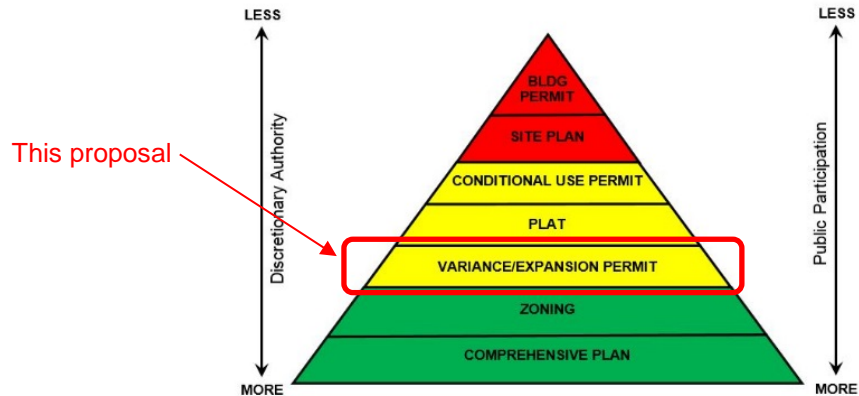 LESS
LESS
BLDG
PERMIT
SITE PLAN
This proposal
Discretionary Authority
Public Participation
CONDITIONAL USE PERMIT
PLAT
VARIANCE/EXPANSION PERMIT
ZONING
COMPREHENSIVE PLAN
MORE
MORE